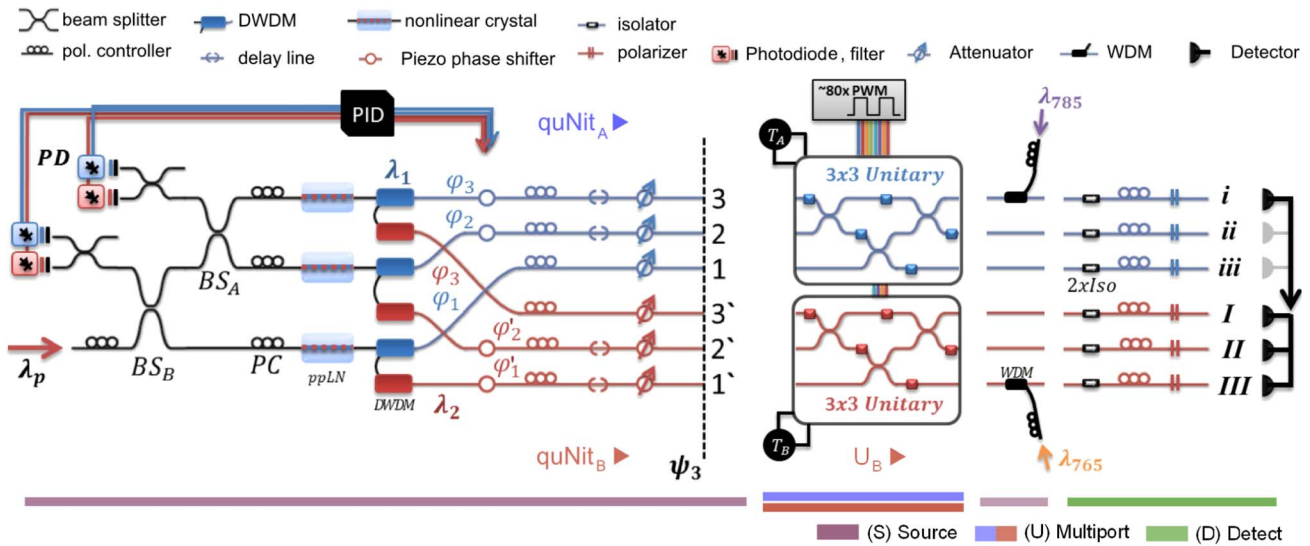 beam splitter
DWDM
nonlinear crystal
isolator
pol. controller
delay line
Piezo phase shifter
polarizer
Photodiode, filter
Attenuator
WDM
Detector
~80x PWM
λ785
PID
quNit_A
T_A
PD
λ1
3x3 Unitary
φ3
3
i
φ2
2
ii
BS_A
φ3
1
iii
φ1
2xIso
3`
I
φ'2
λp
BS_B
PC
ppLN
2`
II
φ'1
WDM
1`
III
DWDM
λ2
3x3 Unitary
T_B
quNit_B
ψ3
U_B
λ765
(S) Source
(U) Multiport
(D) Detect